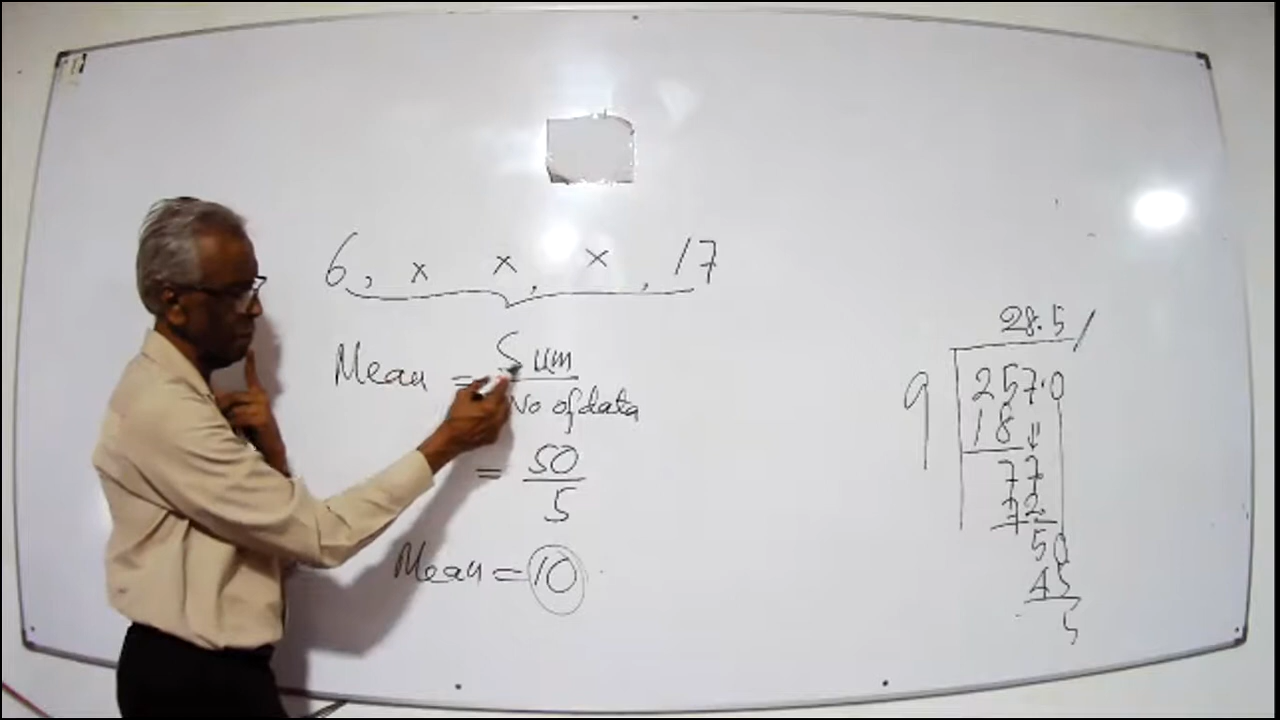 6, x x, x, 17
Mean = Sum
No of data
= 50
5
Mean = 10
28.5
9 257.0
18
77
72
50
45
5